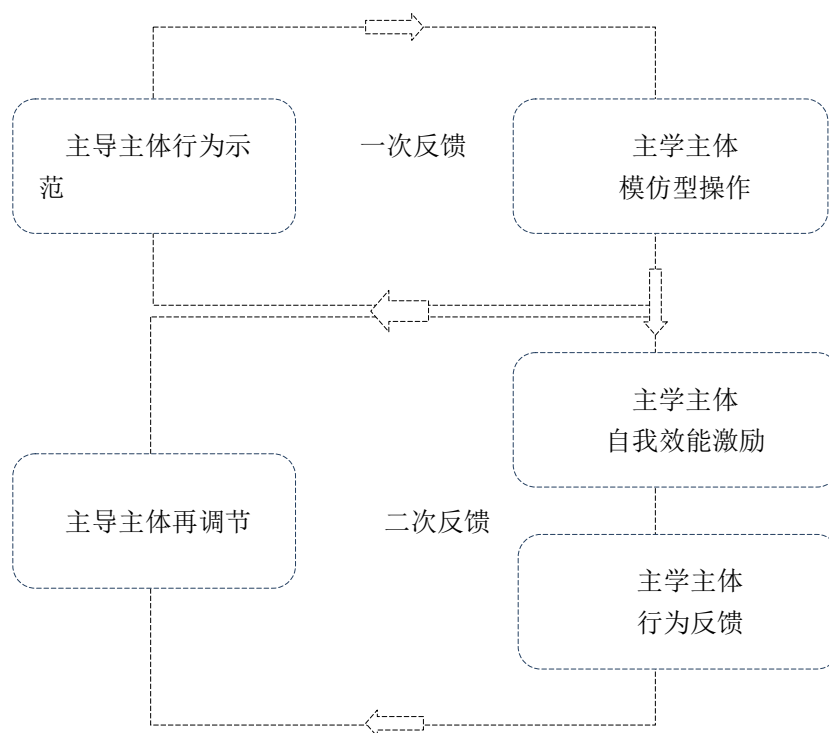 主导主体行为示
范
一次反馈
主学主体
模仿型操作
主学主体
自我效能激励
主导主体再调节
二次反馈
主学主体
行为反馈